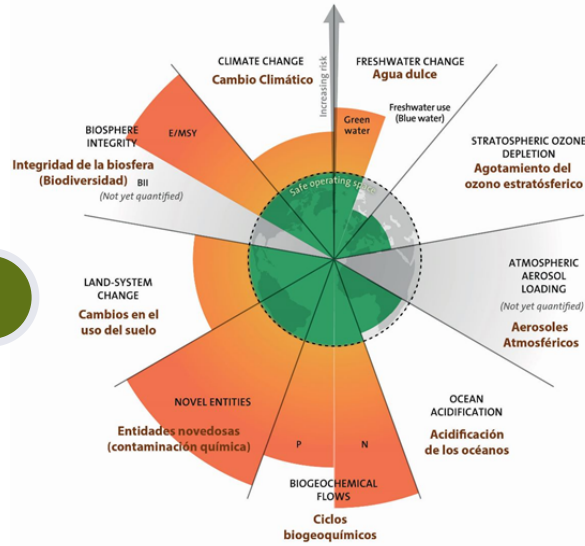 CLIMATE CHANGE
Cambio Climático
Increasing risk
FRESHWATER CHANGE
Agua dulce
Green
water
Freshwater use
(Blue water)
STRATOSPHERIC OZONE
DEPLETION
Agotamiento del
ozono estratósferico
E/MSY
BIOSPHERE
INTEGRITY
Integridad de la biosfera
(Biodiversidad)
BII
(Not yet quantified)
Safe operating space
ATMOSPHERIC
AEROSOL
LOADING
(Not yet quantified)
Aerosoles
Atmosféricos
LAND-SYSTEM
CHANGE
Cambios en el
uso del suelo
NOVEL ENTITIES
Entidades novedosas
(contaminación química)
P
N
BIOGEOCHEMICAL
FLOWS
Ciclos
biogeoquímicos
OCEAN
ACIDIFICATION
Acidificación
de los océanos